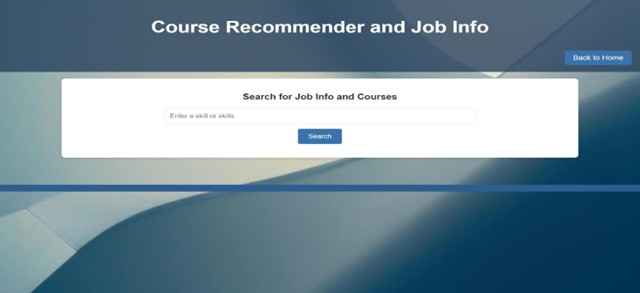 Course Recommender and Job Info
Back to Home
Search for Job Info and Courses
Enter a skill or skills
Search